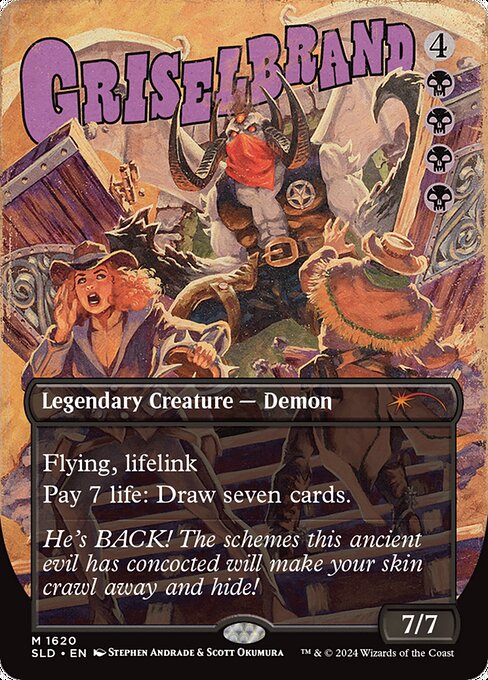 GRISELBRAND
4
Legendary Creature — Demon
Flying, lifelink
Pay 7 life: Draw seven cards.
He's BACK! The schemes this ancient
evil has concocted will make your skin
crawl away and hide!
7/7
M 1620
SLD • EN Stephen Andrade & Scott Okumura
™ & © 2024 Wizards of the Coast